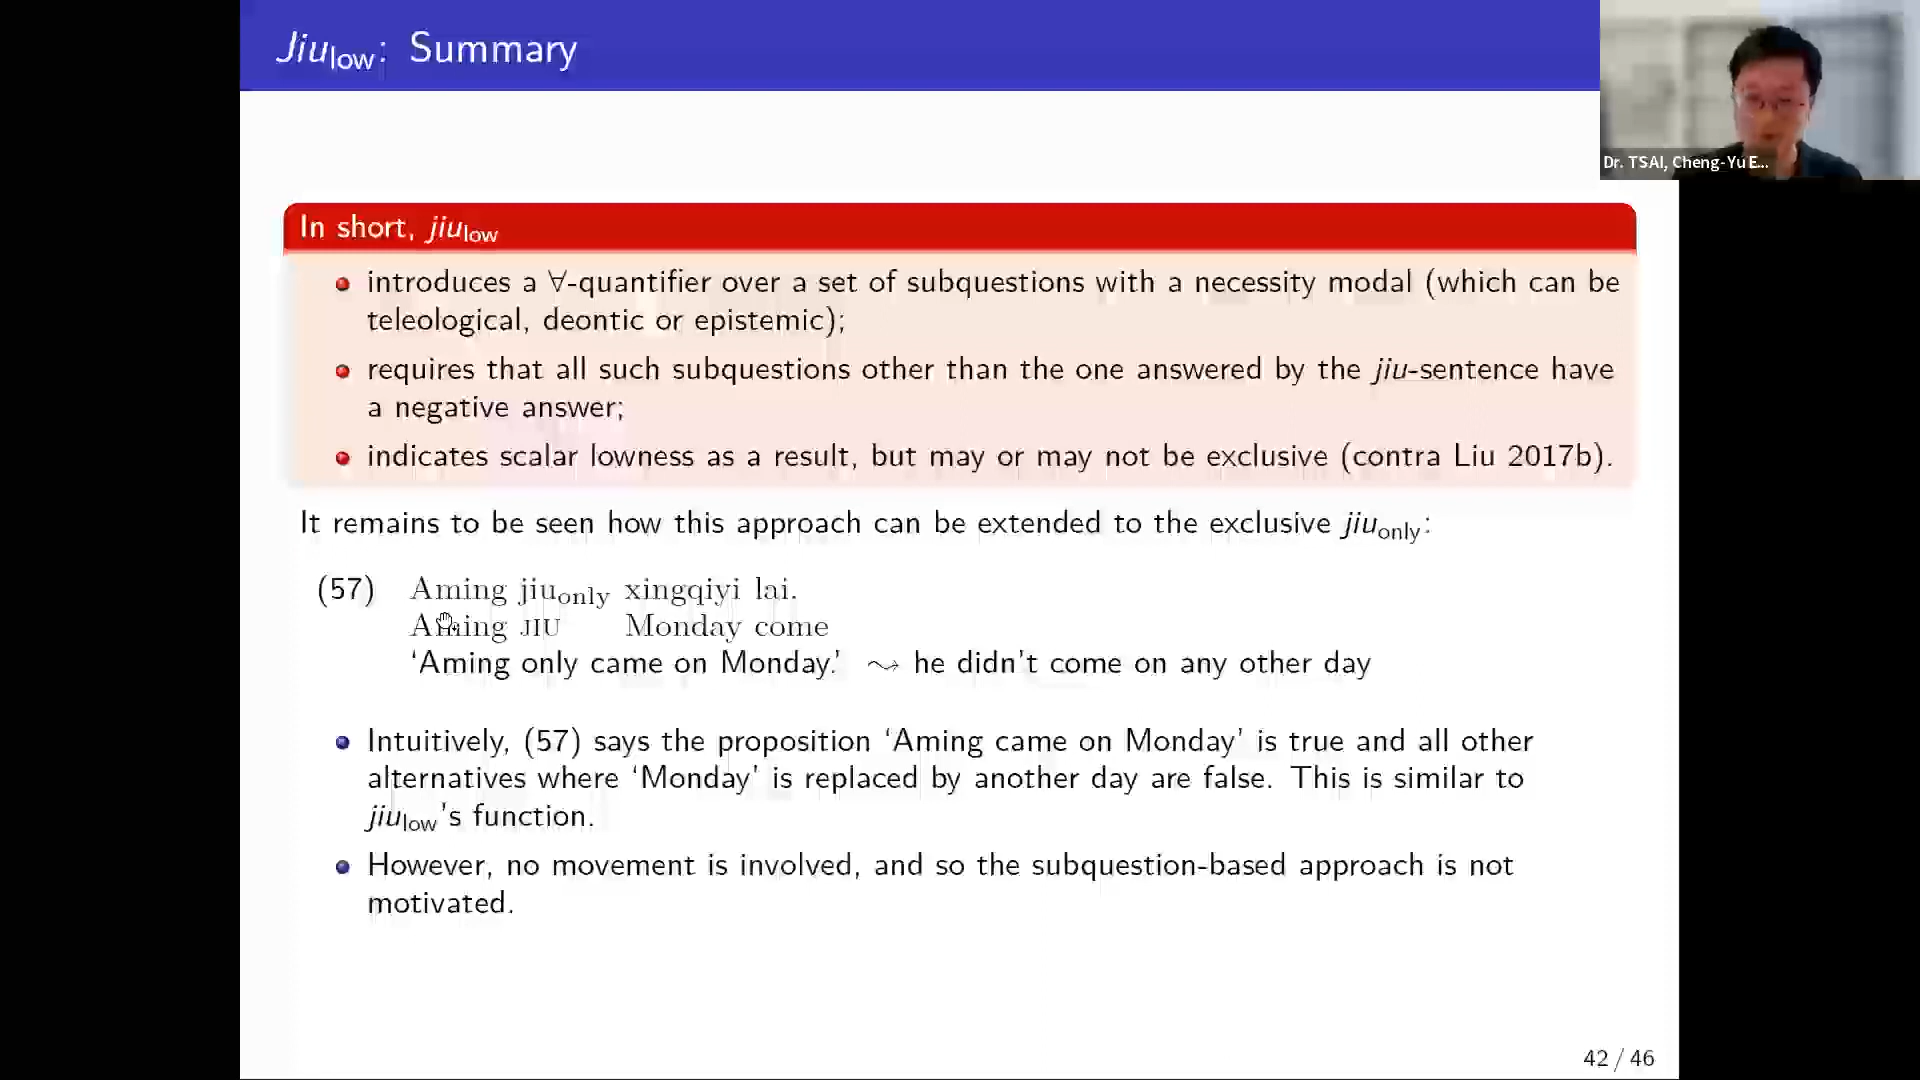 Jiulow: Summary
Dr. TSAI, Cheng-Yu E...
In short, jiulow
introduces a ∀-quantifier over a set of subquestions with a necessity modal (which can be
teleological, deontic or epistemic);
requires that all such subquestions other than the one answered by the jiu-sentence have
a negative answer;
indicates scalar lowness as a result, but may or may not be exclusive (contra Liu 2017b).
It remains to be seen how this approach can be extended to the exclusive jiuonly:
(57) Aming jiuonly xingqiyi lai.
Aming JIU Monday come
‘Aming only came on Monday.’ ⤳ he didn’t come on any other day
Intuitively, (57) says the proposition ‘Aming came on Monday’ is true and all other
alternatives where ‘Monday’ is replaced by another day are false. This is similar to
jiulow’s function.
However, no movement is involved, and so the subquestion-based approach is not
motivated.
42 / 46